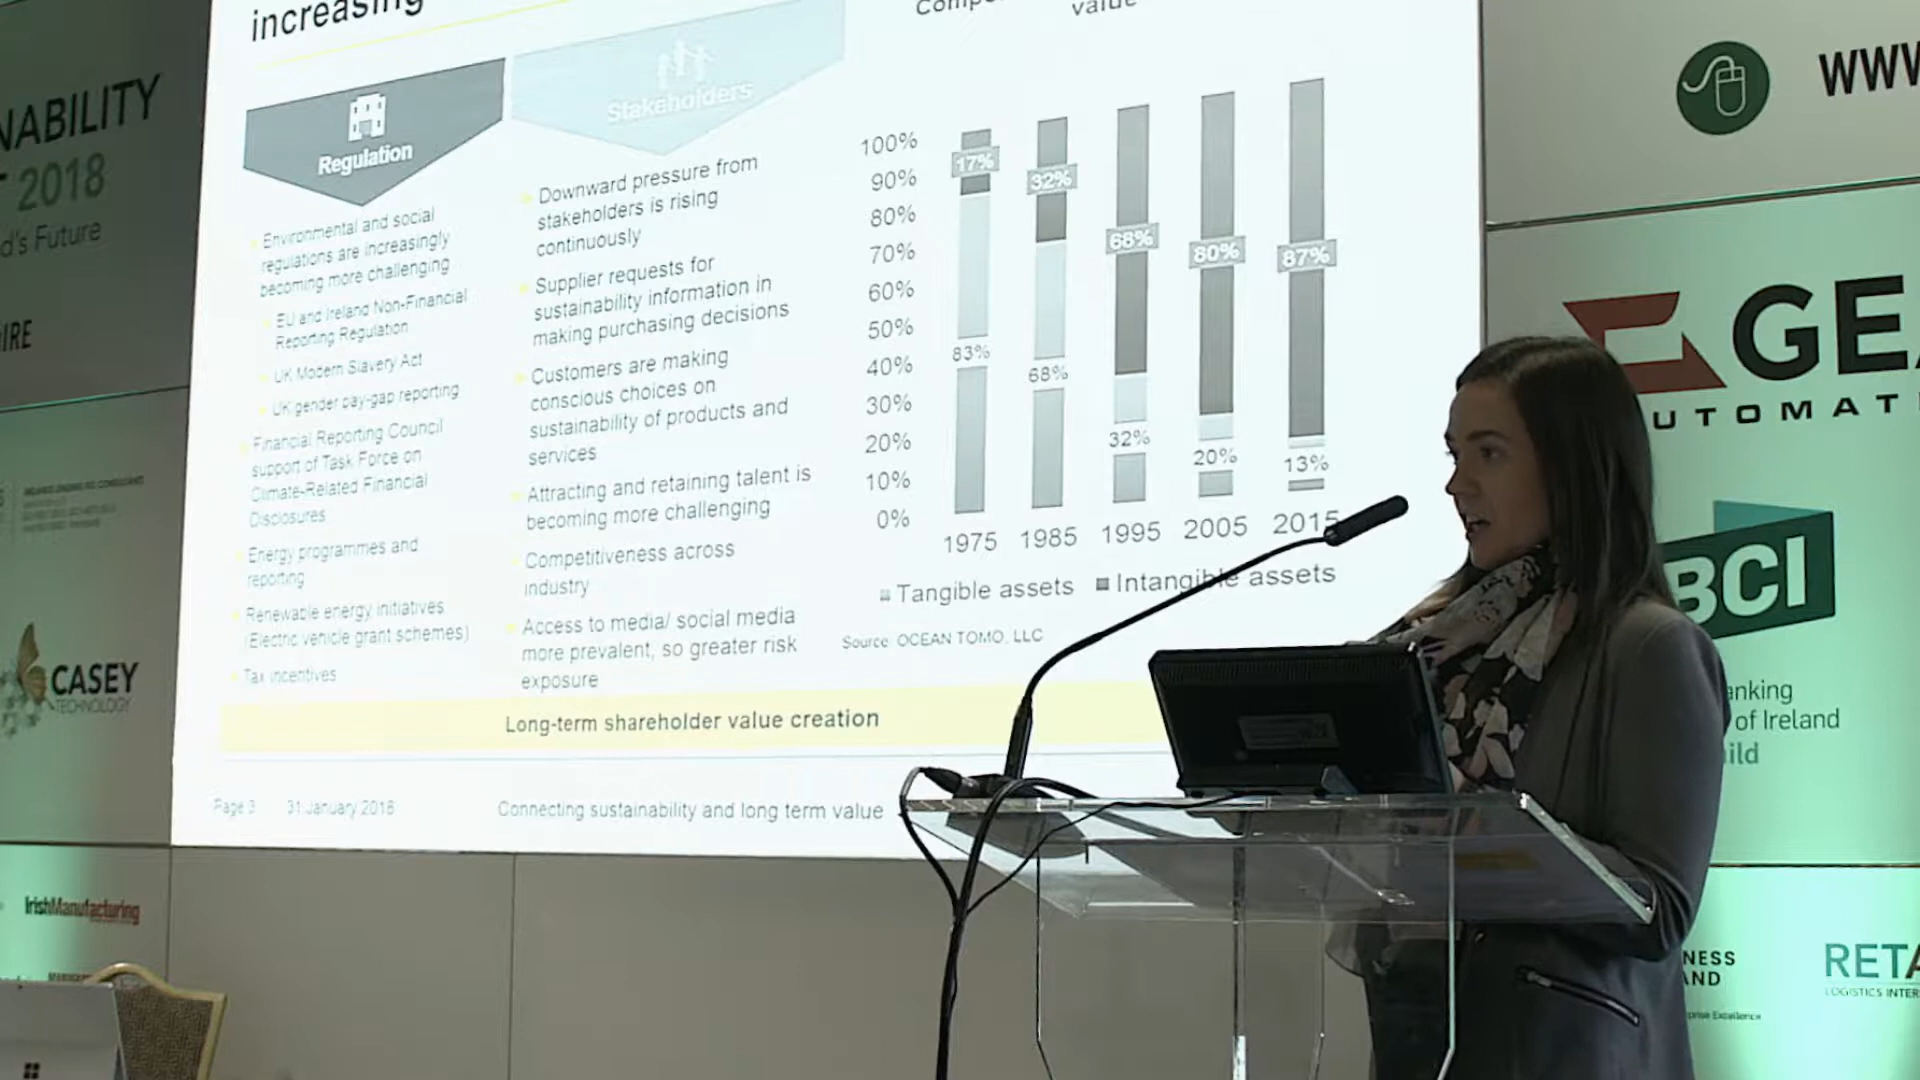 increasing
value
NABILITY
2018
d's Future
IRE
CASEY
TECHNOLOGY
IrishManufacturing
Regulation
Environmental and social
regulations are increasingly
becoming more challenging
EU and Ireland Non-Financial
Reporting Regulation
UK Modern Slavery Act
UK gender pay-gap reporting
Financial Reporting Council
support of Task Force on
Climate-Related Financial
Disclosures
Energy programmes and
reporting
Renewable energy initiatives
(Electric vehicle grant schemes)
Tax incentives
Stakeholders
Downward pressure from
stakeholders is rising
continuously
Supplier requests for
sustainability information in
making purchasing decisions
Customers are making
conscious choices on
sustainability of products and
services
Attracting and retaining talent is
becoming more challenging
Competitiveness across
industry
Access to media/ social media
more prevalent, so greater risk
exposure
100%
90%
80%
70%
60%
50%
40%
30%
20%
10%
0%
17% 32% 68% 80% 87%
83% 68% 32% 20% 13%
1975 1985 1995 2005 2015
Tangible assets Intangible assets
Source: OCEAN TOMO, LLC
Long-term shareholder value creation
Page 3 31 January 2018 Connecting sustainability and long term value
WWW
GE
UTOMAT
BCI
anking
of Ireland
ild
NESS
AND
prise Excellence
RETA
LOGISTICS INTER